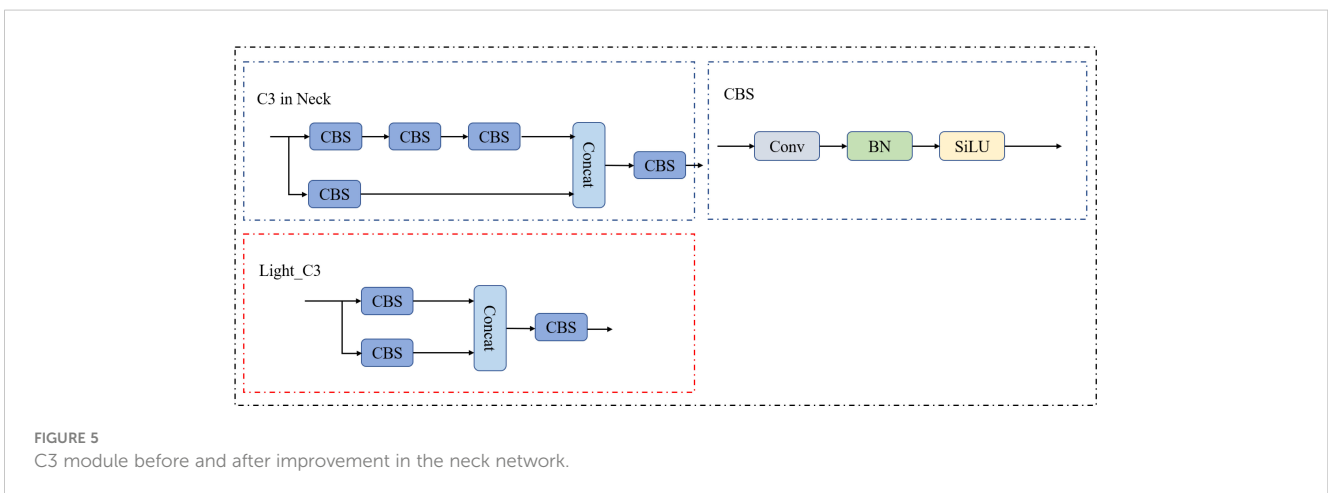 C3 in Neck
CBS
CBS
CBS
CBS
Concat
CBS
CBS
Conv
BN
SiLU
Light_C3
CBS
CBS
Concat
CBS
FIGURE 5
C3 module before and after improvement in the neck network.